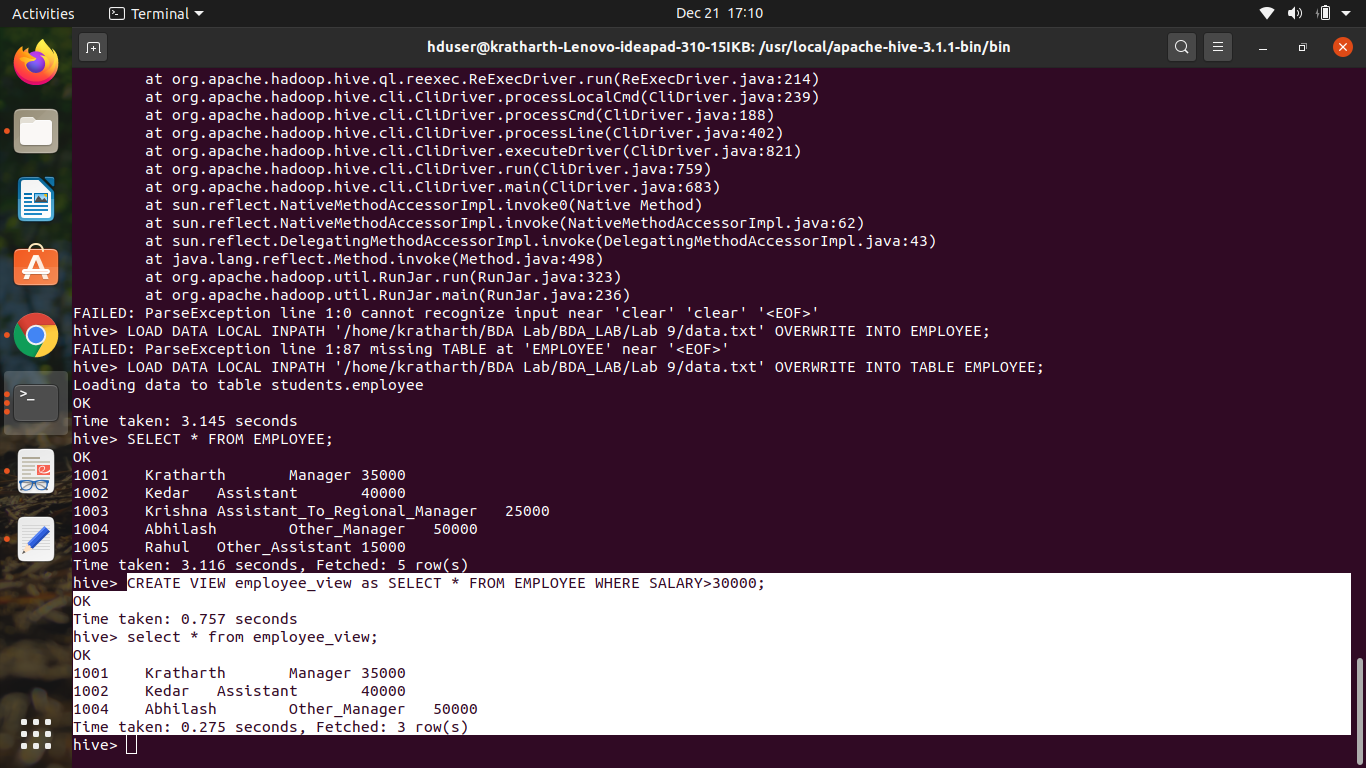 Activities Terminal Dec 21 17:10
hduser@kratharth-Lenovo-ideapad-310-15IKB: /usr/local/apache-hive-3.1.1-bin/bin
at org.apache.hadoop.hive.ql.reexec.ReExecDriver.run(ReExecDriver.java:214)
at org.apache.hadoop.hive.cli.CliDriver.processLocalCmd(CliDriver.java:239)
at org.apache.hadoop.hive.cli.CliDriver.processCmd(CliDriver.java:188)
at org.apache.hadoop.hive.cli.CliDriver.processLine(CliDriver.java:402)
at org.apache.hadoop.hive.cli.CliDriver.executeDriver(CliDriver.java:821)
at org.apache.hadoop.hive.cli.CliDriver.run(CliDriver.java:759)
at org.apache.hadoop.hive.cli.CliDriver.main(CliDriver.java:683)
at sun.reflect.NativeMethodAccessorImpl.invoke0(Native Method)
at sun.reflect.NativeMethodAccessorImpl.invoke(NativeMethodAccessorImpl.java:62)
at sun.reflect.DelegatingMethodAccessorImpl.invoke(DelegatingMethodAccessorImpl.java:43)
at java.lang.reflect.Method.invoke(Method.java:498)
at org.apache.hadoop.util.RunJar.run(RunJar.java:323)
at org.apache.hadoop.util.RunJar.main(RunJar.java:236)
FAILED: ParseException line 1:0 cannot recognize input near 'clear' 'clear' '<EOF>'
hive> LOAD DATA LOCAL INPATH '/home/kratharth/BDA Lab/BDA_LAB/Lab 9/data.txt' OVERWRITE INTO EMPLOYEE;
FAILED: ParseException line 1:87 missing TABLE at 'EMPLOYEE' near '<EOF>'
hive> LOAD DATA LOCAL INPATH '/home/kratharth/BDA Lab/BDA_LAB/Lab 9/data.txt' OVERWRITE INTO TABLE EMPLOYEE;
Loading data to table students.employee
OK
Time taken: 3.145 seconds
hive> SELECT * FROM EMPLOYEE;
OK
1001 Kratharth Manager 35000
1002 Kedar Assistant 40000
1003 Krishna Assistant_To_Regional_Manager 25000
1004 Abhilash Other_Manager 50000
1005 Rahul Other_Assistant 15000
Time taken: 3.116 seconds, Fetched: 5 row(s)
hive> CREATE VIEW employee_view as SELECT * FROM EMPLOYEE WHERE SALARY>30000;
OK
Time taken: 0.757 seconds
hive> select * from employee_view;
OK
1001 Kratharth Manager 35000
1002 Kedar Assistant 40000
1004 Abhilash Other_Manager 50000
Time taken: 0.275 seconds, Fetched: 3 row(s)
hive>